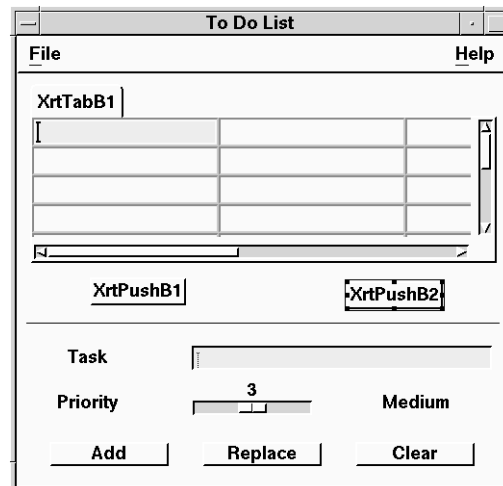 To Do List
File Help
XrtTabB1
XrtPushB1 XrtPushB2
Task
3
Priority Medium
Add Replace Clear